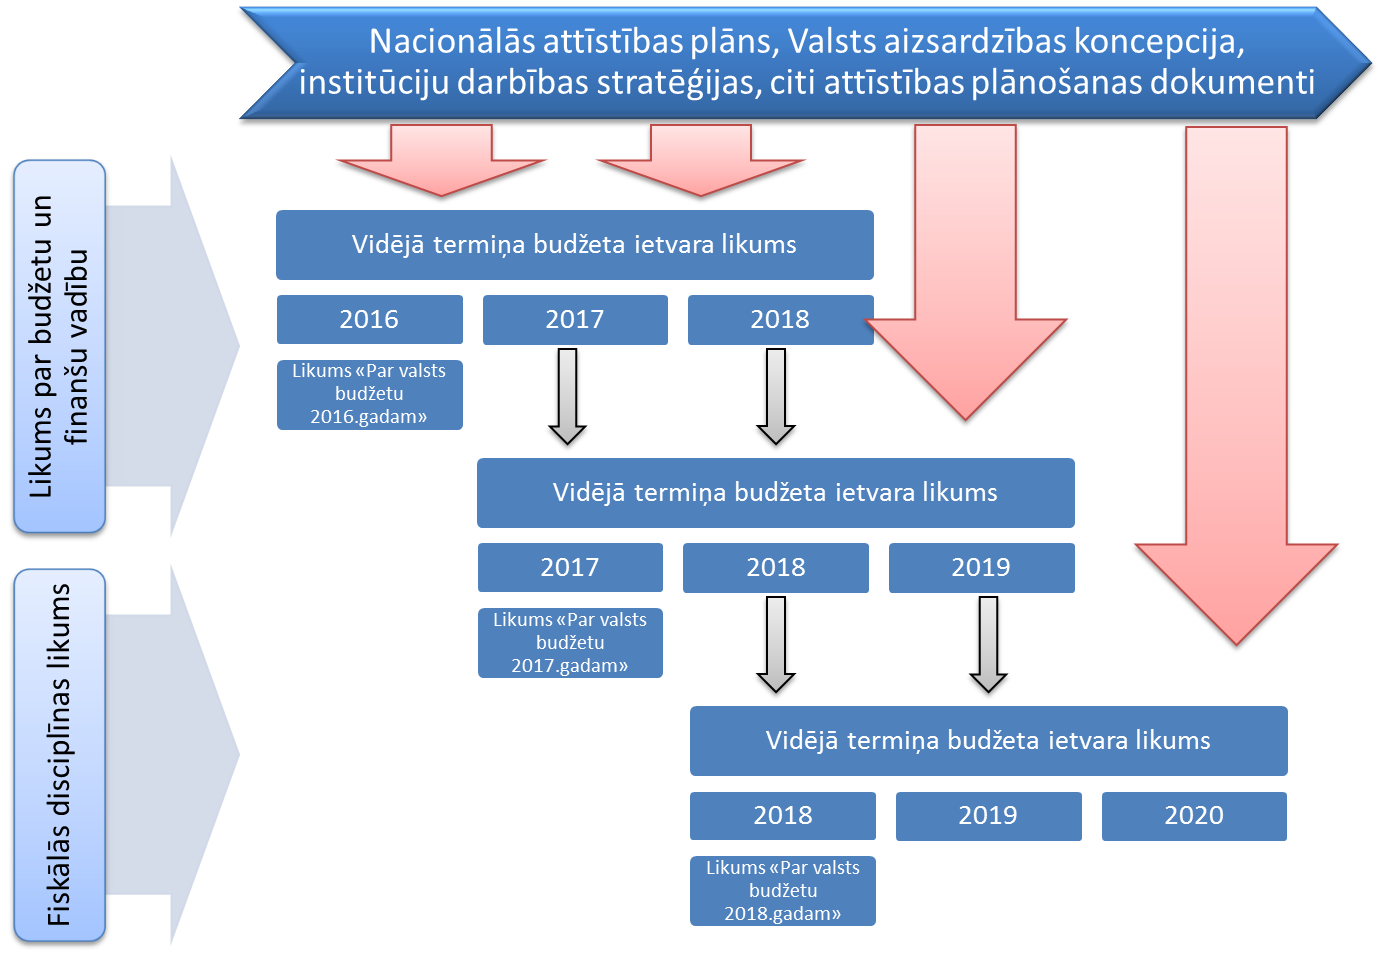 Nacionālās attīstības plāns, Valsts aizsardzības koncepcija,
institūciju darbības stratēģijas, citi attīstības plānošanas dokumenti
Likums par budžetu un
finanšu vadību
Vidējā termiņa budžeta ietvara likums
2016
2017
2018
Likums «Par valsts
budžetu
2016.gadam»
Vidējā termiņa budžeta ietvara likums
2017
2018
2019
Likums «Par valsts
budžetu
2017.gadam»
Fiskālās disciplīnas likums
Vidējā termiņa budžeta ietvara likums
2018
2019
2020
Likums «Par valsts
budžetu
2018.gadam»